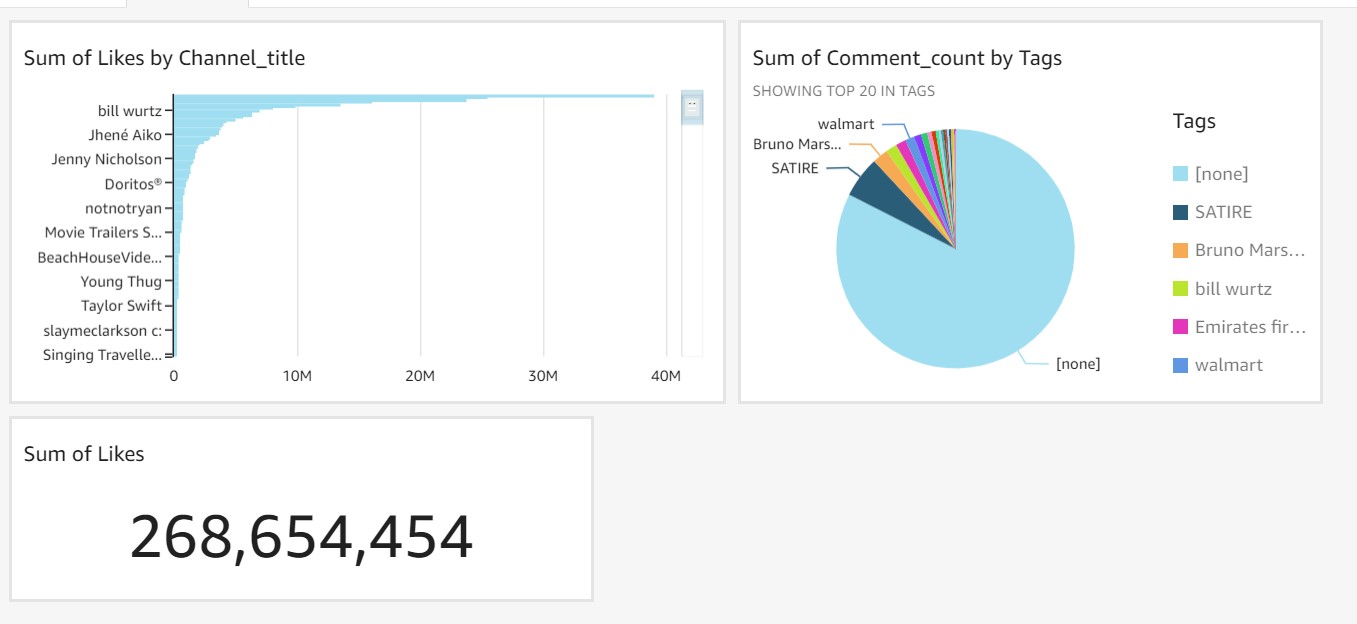 Sum of Likes by Channel_title
bill wurtz
Jhené Aiko
Jenny Nicholson
Doritos®
notnotryan
Movie Trailers S...
BeachHouseVide...
Young Thug
Taylor Swift
slaymeclarkson c:
Singing Travelle...
0 10M 20M 30M 40M
Sum of Comment_count by Tags
SHOWING TOP 20 IN TAGS
walmart
Bruno Mars...
SATIRE
[none]
Tags
[none]
SATIRE
Bruno Mars...
bill wurtz
Emirates fir...
walmart
Sum of Likes
268,654,454